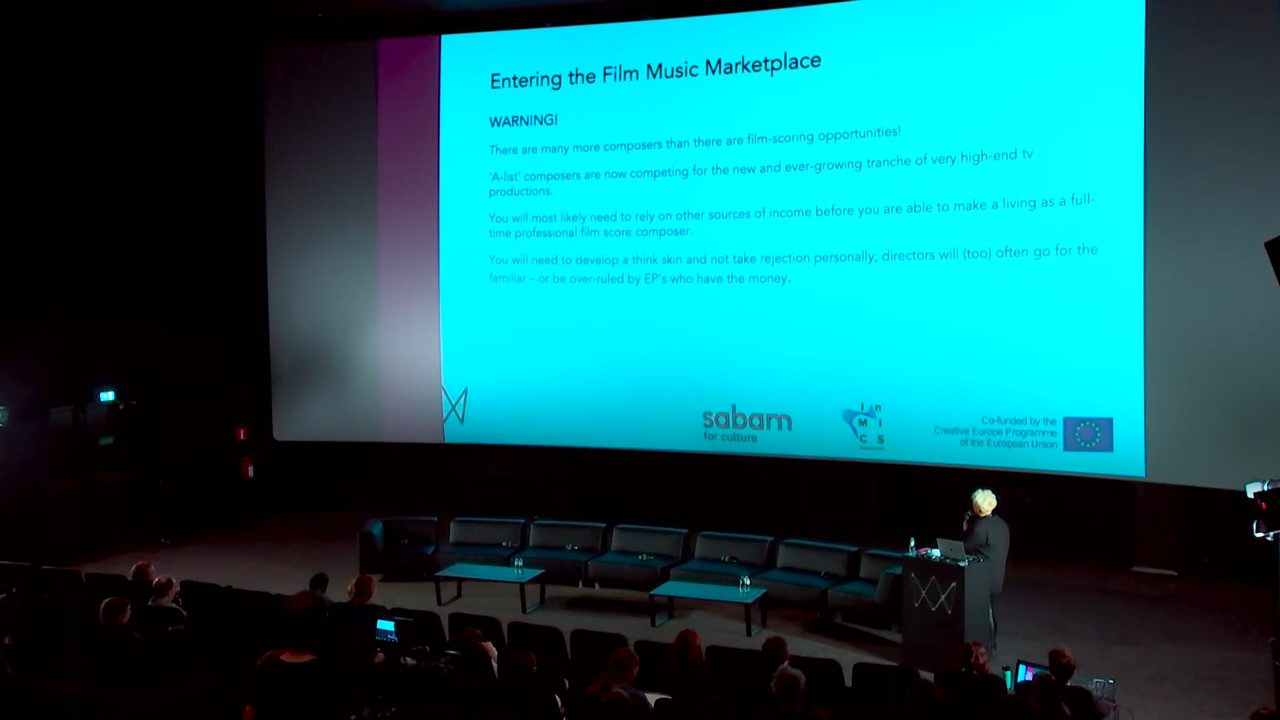 Entering the Film Music Marketplace
WARNING!
There are many more composers than there are film-scoring opportunities!
'A-list' composers are now competing for the new and ever-growing tranche of very high-end tv
productions.
You will most likely need to rely on other sources of income before you are able to make a living as a full-
time professional film score composer.
You will need to develop a think skin and not take rejection personally, directors will (too) often go for the
familiar – or be over-ruled by EP's who have the money.
sabam
for culture
I n
M I
C S
Co-funded by the
Creative Europe Programme
of the European Union